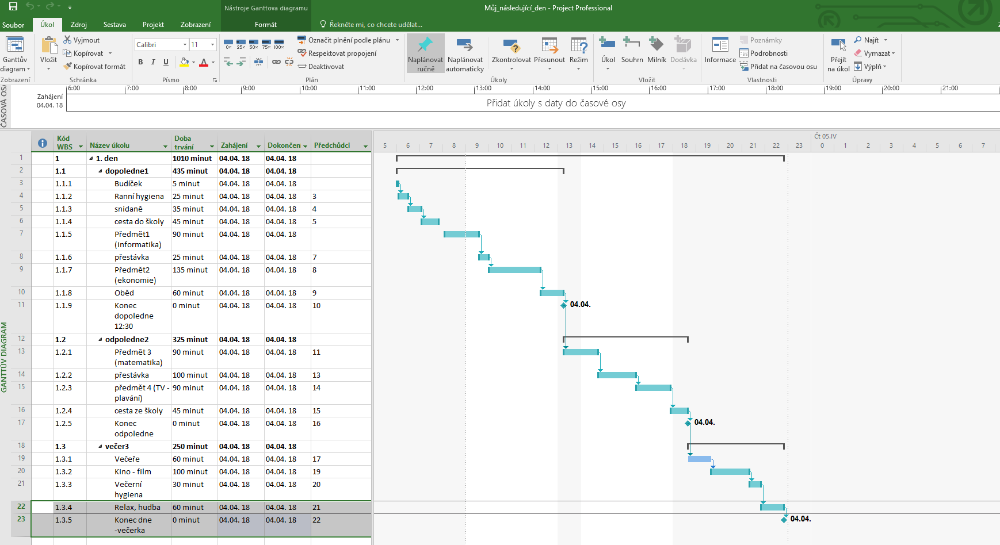 Nástroje Ganttova diagramu
Můj_následující_den - Project Professional
Soubor Úkol Zdroj Sestava Projekt Zobrazení Formát Řekněte mi, co chcete udělat...
Ganttův diagram
Zobrazení
Vložit
Vyjmout
Kopírovat
Kopírovat formát
Schránka
Calibri 11
B I U A
Písmo
0% 25% 50% 75% 100%
Označit plnění podle plánu
Respektovat propojení
Deaktivovat
Plán
Naplánovat ručně
Naplánovat automaticky
Zkontrolovat
Přesunout
Režim
Úkoly
Úkol
Souhrn
Milník
Dodávka
Vložit
Informace
Poznámky
Podrobnosti
Přidat na časovou osu
Vlastnosti
Přejít na úkol
Najít
Vymazat
Výplň
Úpravy
ČASOVÁ OSA
Zahájení
04.04. 18
6:00 7:00 8:00 9:00 10:00 11:00 12:00 13:00 14:00 15:00 16:00 17:00 18:00 19:00 20:00 21:00
Přidat úkoly s daty do časové osy
GANTTŮV DIAGRAM
Kód WBS Název úkolu Doba trvání Zahájení Dokončen Předchůdci
Čt 05.IV
5 6 7 8 9 10 11 12 13 14 15 16 17 18 19 20 21 22 23 0 1 2 3 4 5 6 7
1 1 1. den 1010 minut 04.04. 18 04.04. 18
2 1.1 dopoledne1 435 minut 04.04. 18 04.04. 18
3 1.1.1 Budíček 5 minut 04.04. 18 04.04. 18
4 1.1.2 Ranní hygiena 25 minut 04.04. 18 04.04. 18 3
5 1.1.3 snidaně 35 minut 04.04. 18 04.04. 18 4
6 1.1.4 cesta do školy 45 minut 04.04. 18 04.04. 18 5
7 1.1.5 Předmět1 90 minut 04.04. 18 04.04. 18
(informatika)
8 1.1.6 přestávka 25 minut 04.04. 18 04.04. 18 7
9 1.1.7 Předmět2 135 minut 04.04. 18 04.04. 18 8
(ekonomie)
10 1.1.8 Oběd 60 minut 04.04. 18 04.04. 18 9
11 1.1.9 Konec 0 minut 04.04. 18 04.04. 18 10 04.04.
dopoledne
12:30
12 1.2 odpoledne2 325 minut 04.04. 18 04.04. 18
13 1.2.1 Předmět 3 90 minut 04.04. 18 04.04. 18 11
(matematika)
14 1.2.2 přestávka 100 minut 04.04. 18 04.04. 18 13
15 1.2.3 předmět 4 (TV - 90 minut 04.04. 18 04.04. 18 14
plavání)
16 1.2.4 cesta ze školy 45 minut 04.04. 18 04.04. 18 15
17 1.2.5 Konec 0 minut 04.04. 18 04.04. 18 16 04.04.
odpoledne
18 1.3 večer3 250 minut 04.04. 18 04.04. 18
19 1.3.1 Večeře 60 minut 04.04. 18 04.04. 18 17
20 1.3.2 Kino - film 100 minut 04.04. 18 04.04. 18 19
21 1.3.3 Večerní 30 minut 04.04. 18 04.04. 18 20
hygiena
22 1.3.4 Relax, hudba 60 minut 04.04. 18 04.04. 18 21
23 1.3.5 Konec dne 0 minut 04.04. 18 04.04. 18 22 04.04.
-večerka